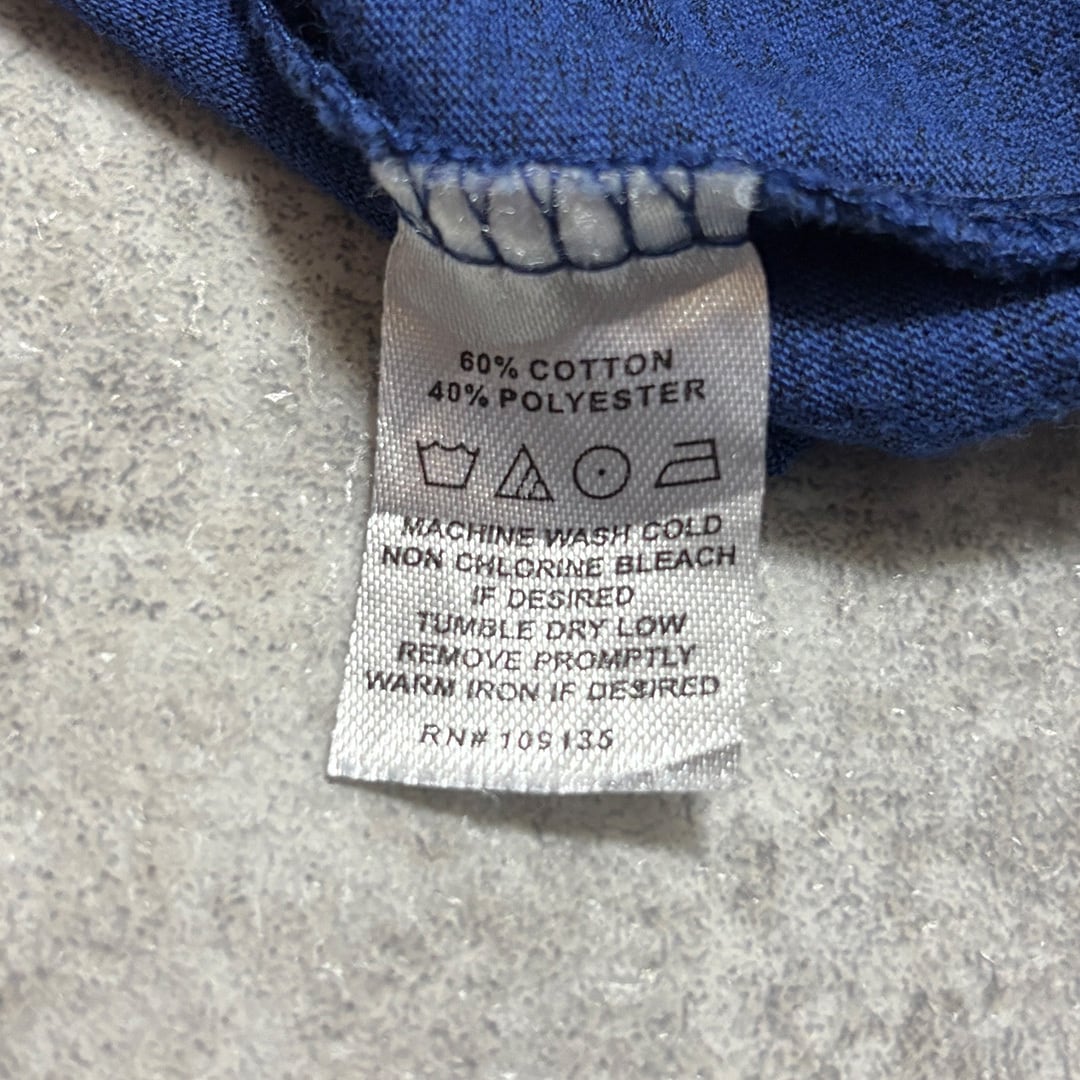 60% COTTON
40% POLYESTER
MACHINE WASH COLD
NON CHLORINE BLEACH
IF DESIRED
TUMBLE DRY LOW
REMOVE PROMPTLY
WARM IRON IF DESIRED
RN# 109135